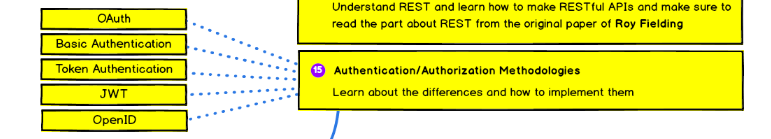 OAuth
Basic Authentication
Token Authentication
JWT
OpenID
Understand REST and learn how to make RESTful APIs and make sure to
read the part about REST from the original paper of Roy Fielding
15 Authentication/Authorization Methodologies
Learn about the differences and how to implement them